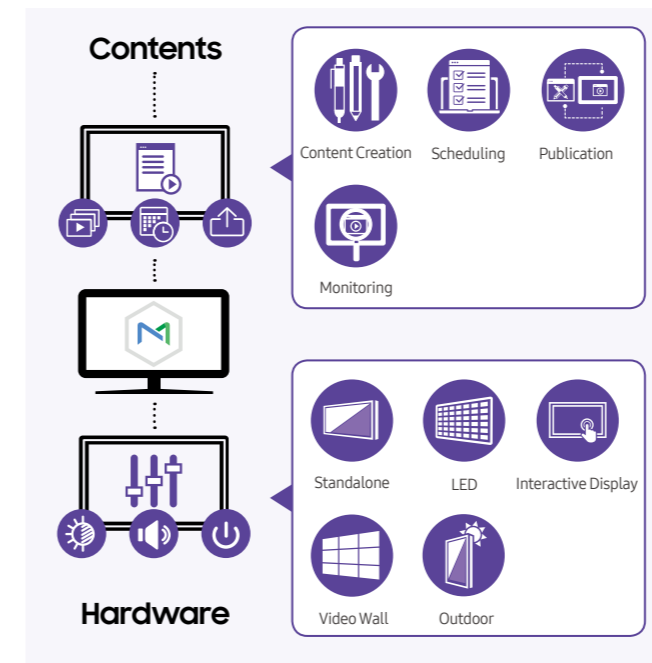 Contents
Content Creation
Scheduling
Publication
Monitoring
Standalone
LED
Interactive Display
Video Wall
Outdoor
Hardware